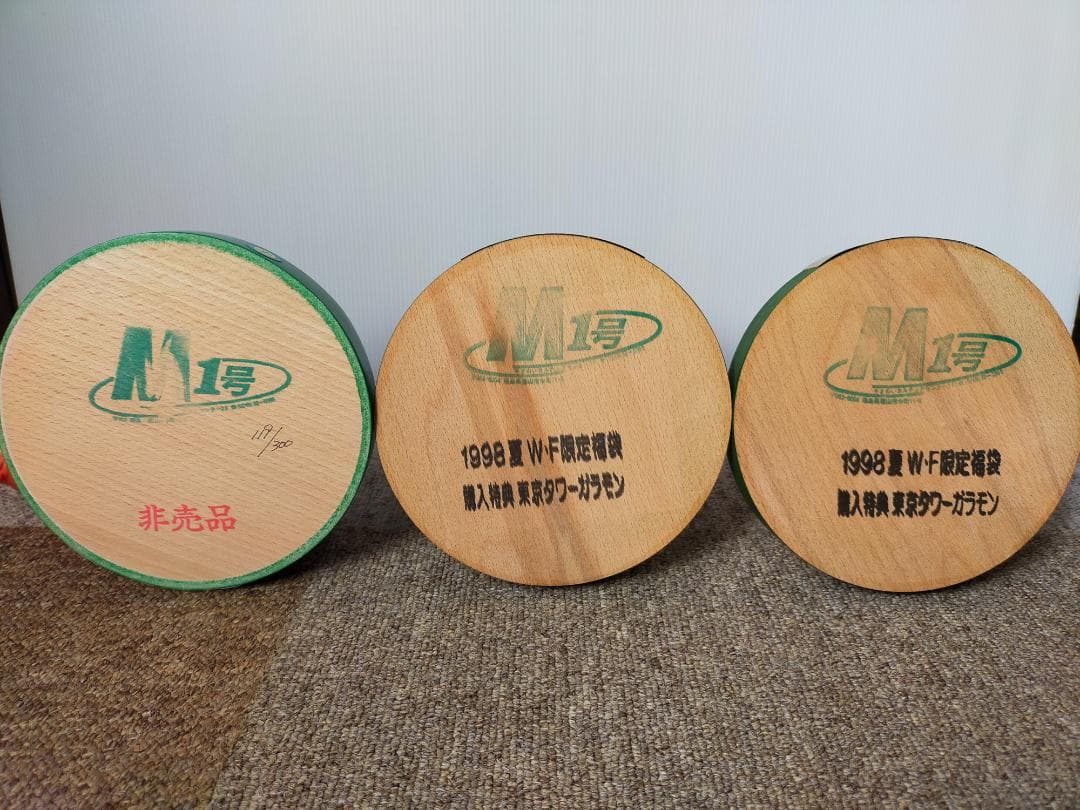 M1号
119/300
非売品
M1号
1998夏 W・F限定福袋
購入特典 東京タワーガラモン
M1号
1998夏 W・F限定福袋
購入特典 東京タワーガラモン